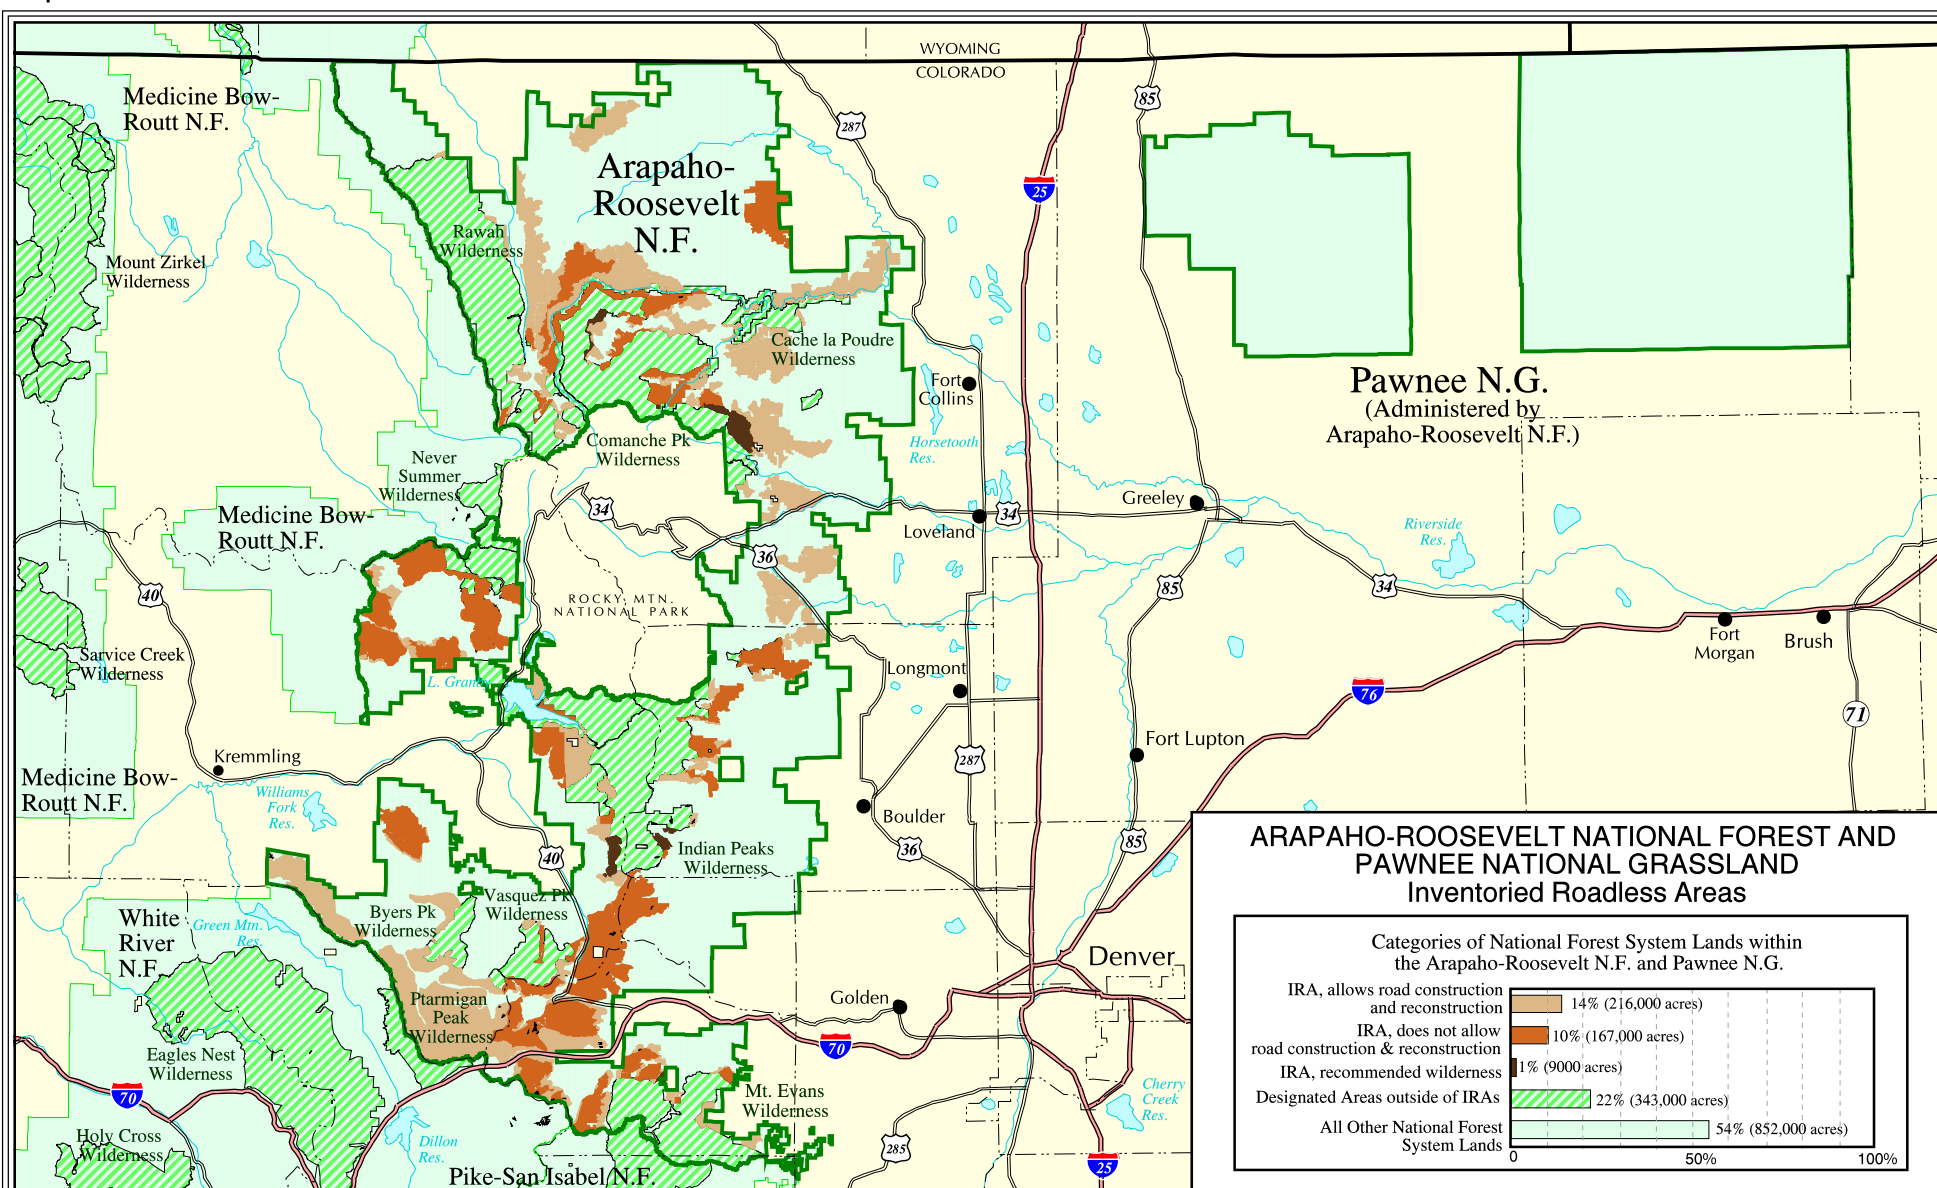 WYOMING
COLORADO
Medicine Bow-
Routt N.F.
287
85
Arapaho-
Roosevelt
N.F.
25
Rawah
Wilderness
Mount Zirkel
Wilderness
Cache la Poudre
Wilderness
Fort
Collins
Pawnee N.G.
(Administered by
Arapaho-Roosevelt N.F.)
Horsetooth
Res.
Comanche Pk
Wilderness
Never
Summer
Wilderness
Medicine Bow-
Routt N.F.
34
Greeley
Loveland
34
Riverside
Res.
36
40
85
34
ROCKY MTN.
NATIONAL PARK
Fort
Morgan
Brush
Sarvice Creek
Wilderness
L. Granby
Longmont
76
71
Kremmling
Fort Lupton
287
Medicine Bow-
Routt N.F.
Williams
Fork
Res.
Boulder
36
85
40
Indian Peaks
Wilderness
Vasquez Pk
Wilderness
Byers Pk
Wilderness
White
River
N.F.
Green Mtn.
Res.
Denver
Ptarmigan
Peak
Wilderness
Golden
70
Eagles Nest
Wilderness
70
Mt. Evans
Wilderness
Cherry
Creek
Res.
Holy Cross
Wilderness
Dillon
Res.
285
25
Pike-San Isabel N.F.
ARAPAHO-ROOSEVELT NATIONAL FOREST AND
PAWNEE NATIONAL GRASSLAND
Inventoried Roadless Areas
Categories of National Forest System Lands within
the Arapaho-Roosevelt N.F. and Pawnee N.G.
IRA, allows road construction
and reconstruction
14% (216,000 acres)
IRA, does not allow
road construction & reconstruction
10% (167,000 acres)
IRA, recommended wilderness
1% (9000 acres)
Designated Areas outside of IRAs
22% (343,000 acres)
All Other National Forest
System Lands
54% (852,000 acres)
0 50% 100%